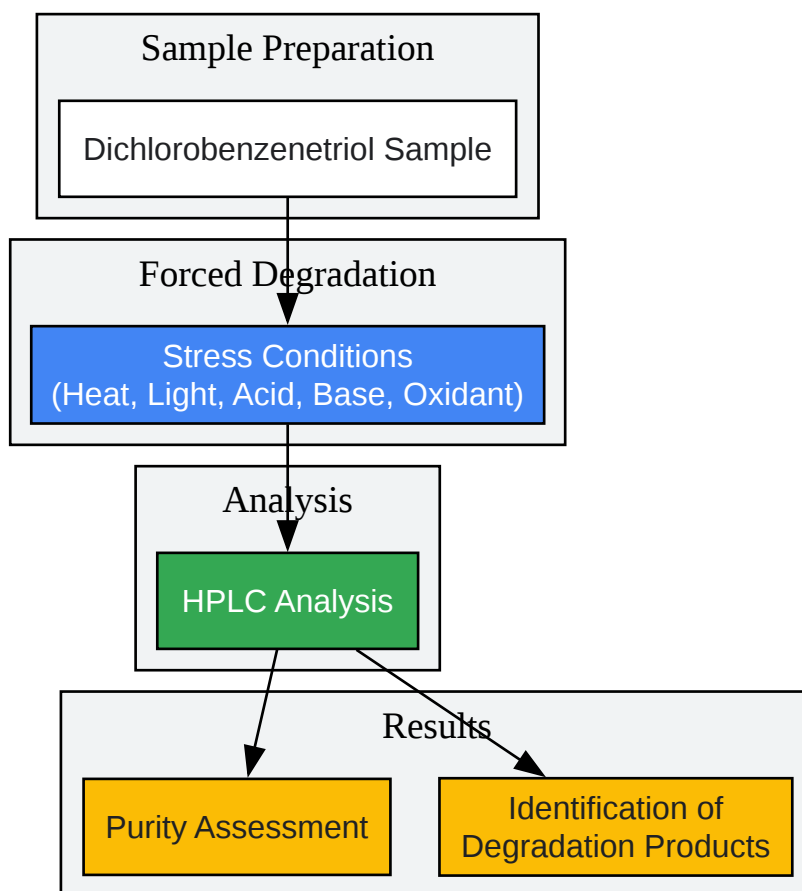 Sample Preparation
Dichlorobenzenetriol Sample
Forced Degradation
Stress Conditions
(Heat, Light, Acid, Base, Oxidant)
Analysis
HPLC Analysis
Results
Purity Assessment
Identification of
Degradation Products